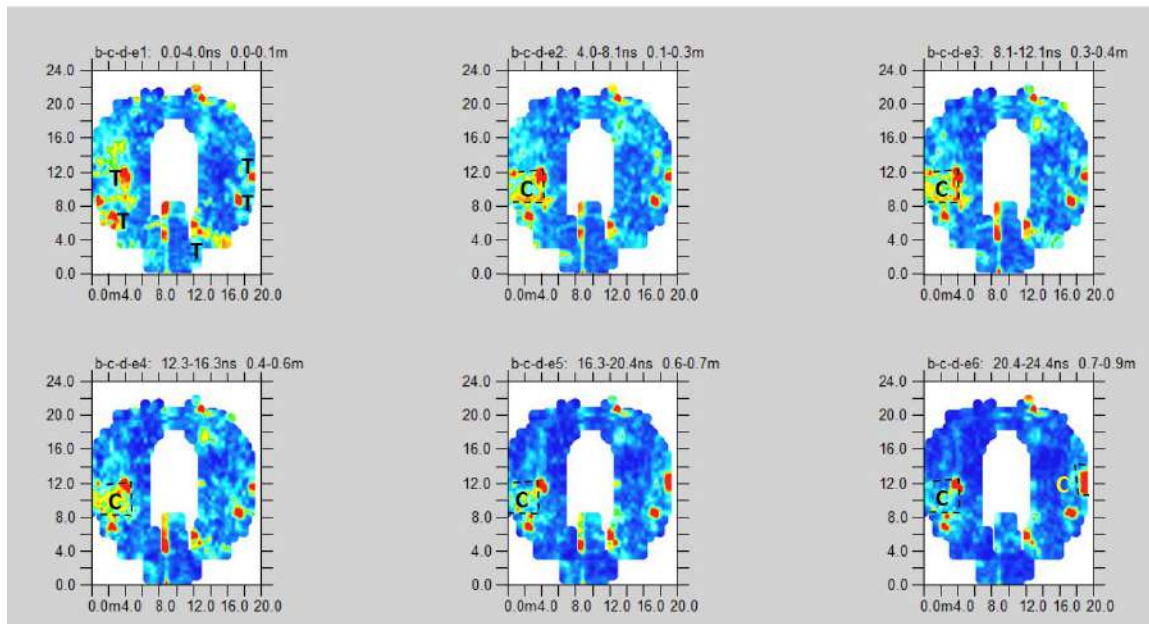 b-c-d-e1: 0.0-4.0ns 0.0-0.1m
24.0
20.0
16.0
12.0
8.0
4.0
0.0
T
T
T
T
T
0.0m4.0 8.0 12.0 16.0 20.0
b-c-d-e2: 4.0-8.1ns 0.1-0.3m
24.0
20.0
16.0
12.0
8.0
4.0
0.0
C
0.0m4.0 8.0 12.0 16.0 20.0
b-c-d-e3: 8.1-12.1ns 0.3-0.4m
24.0
20.0
16.0
12.0
8.0
4.0
0.0
C
0.0m4.0 8.0 12.0 16.0 20.0
b-c-d-e4: 12.3-16.3ns 0.4-0.6m
24.0
20.0
16.0
12.0
8.0
4.0
0.0
C
0.0m4.0 8.0 12.0 16.0 20.0
b-c-d-e5: 16.3-20.4ns 0.6-0.7m
24.0
20.0
16.0
12.0
8.0
4.0
0.0
C
0.0m4.0 8.0 12.0 16.0 20.0
b-c-d-e6: 20.4-24.4ns 0.7-0.9m
24.0
20.0
16.0
12.0
8.0
4.0
0.0
C
C
0.0m4.0 8.0 12.0 16.0 20.0